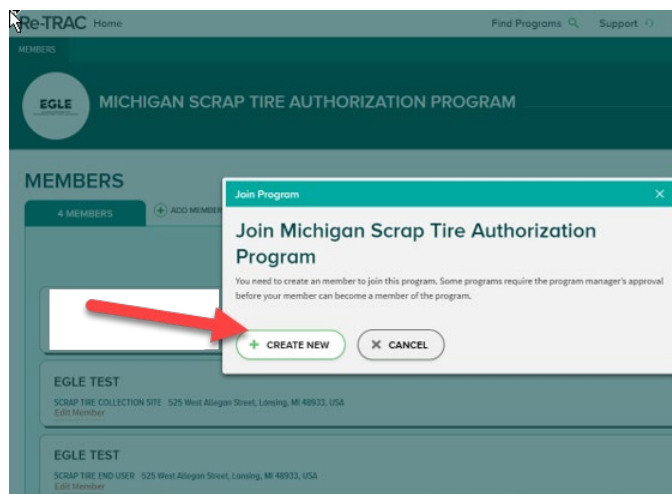 Re-TRAC Home Find Programs Support
MEMBERS
EGLE MICHIGAN SCRAP TIRE AUTHORIZATION PROGRAM
MEMBERS
4 MEMBERS ADD MEMBER
Join Program
Join Michigan Scrap Tire Authorization
Program
You need to create an member to join this program. Some programs require the program manager's approval
before your member can become a member of the program.
CREATE NEW CANCEL
EGLE TEST
SCRAP TIRE COLLECTION SITE 525 West Allegan Street, Lansing, MI 48933, USA
Edit Member
EGLE TEST
SCRAP TIRE END USER 525 West Allegan Street, Lansing, MI 48933, USA
Edit Member